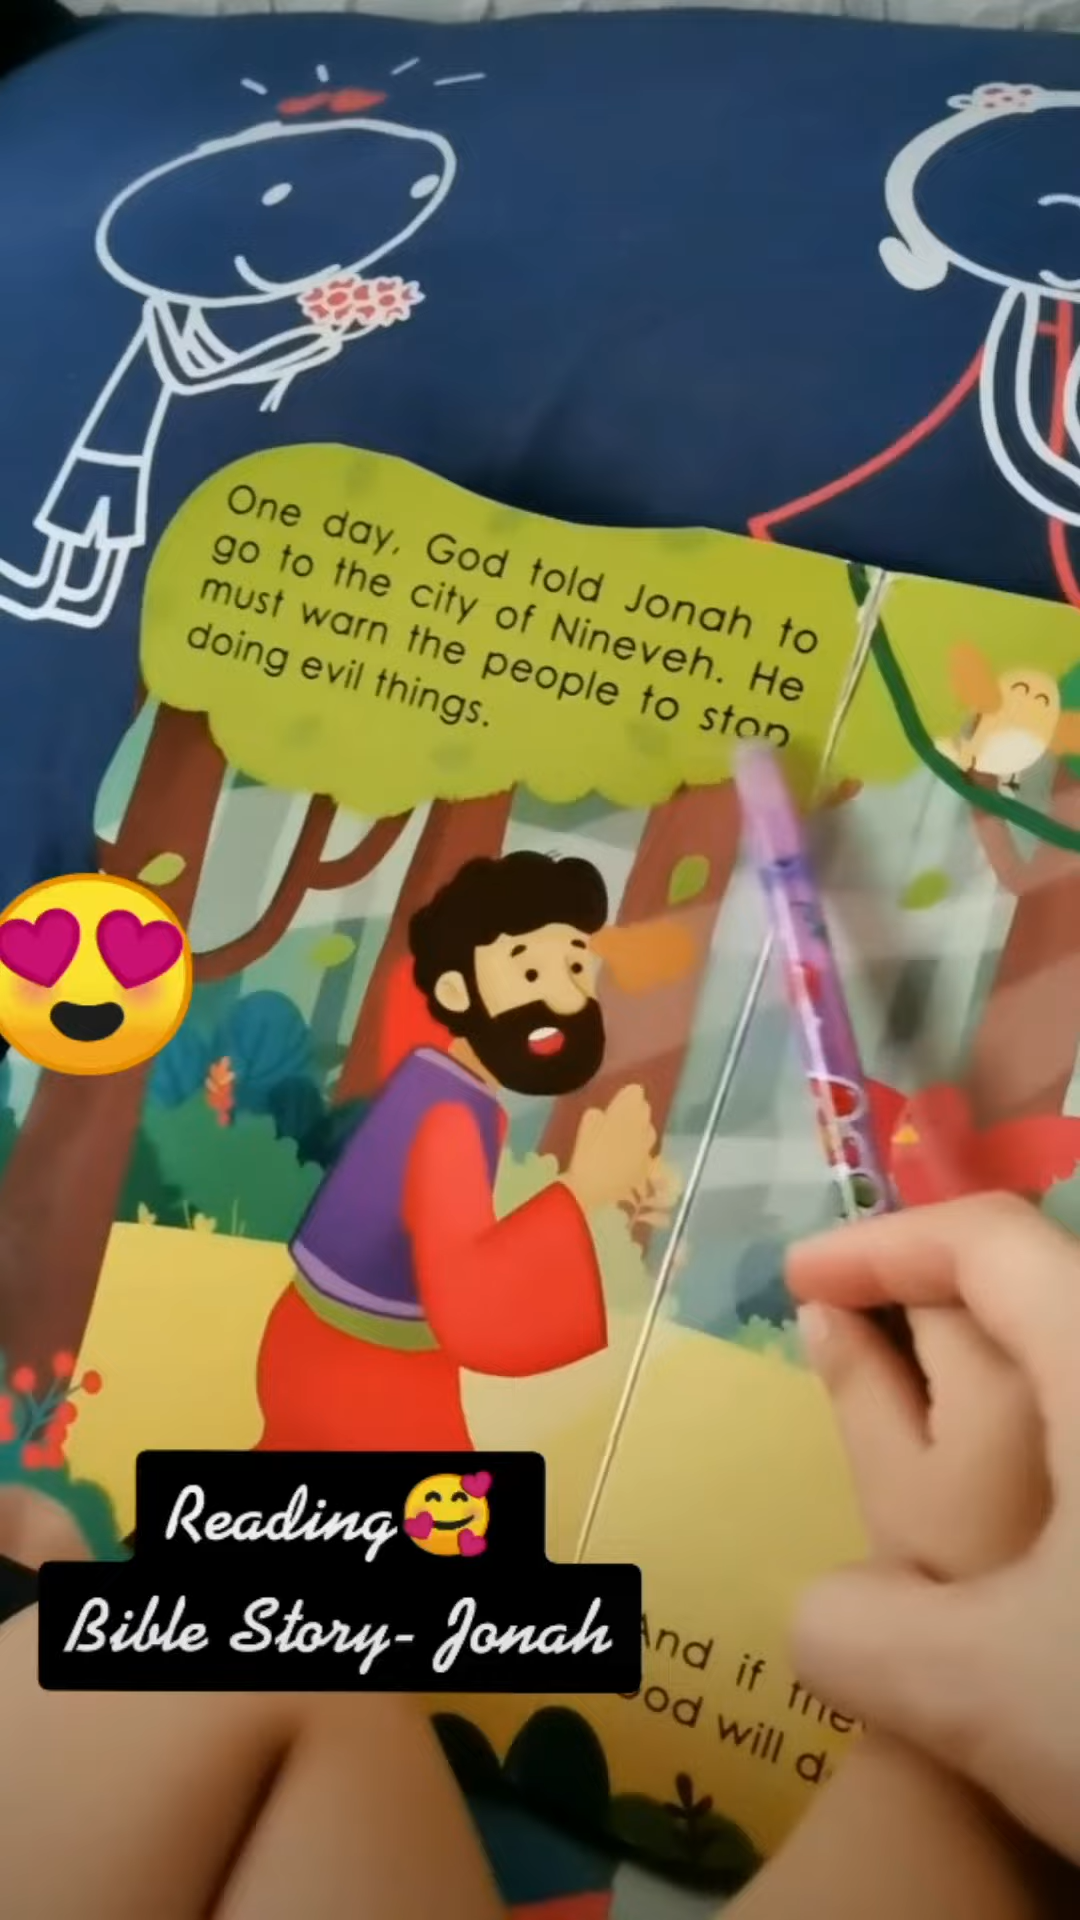 One day, God told Jonah to
go to the city of Nineveh. He
must warn the people to stop
doing evil things.
Reading
Bible Story- Jonah
And if
God will